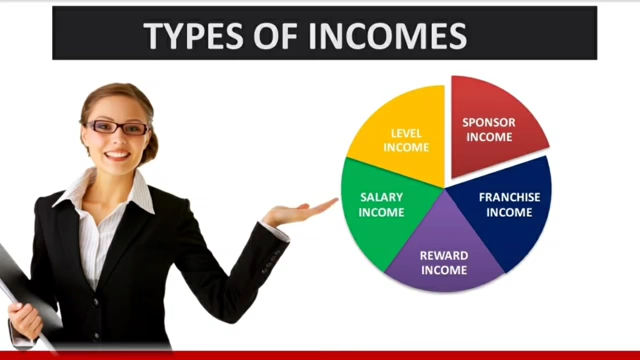 TYPES OF INCOMES
SPONSOR
INCOME
LEVEL
INCOME
SALARY
INCOME
FRANCHISE
INCOME
REWARD
INCOME